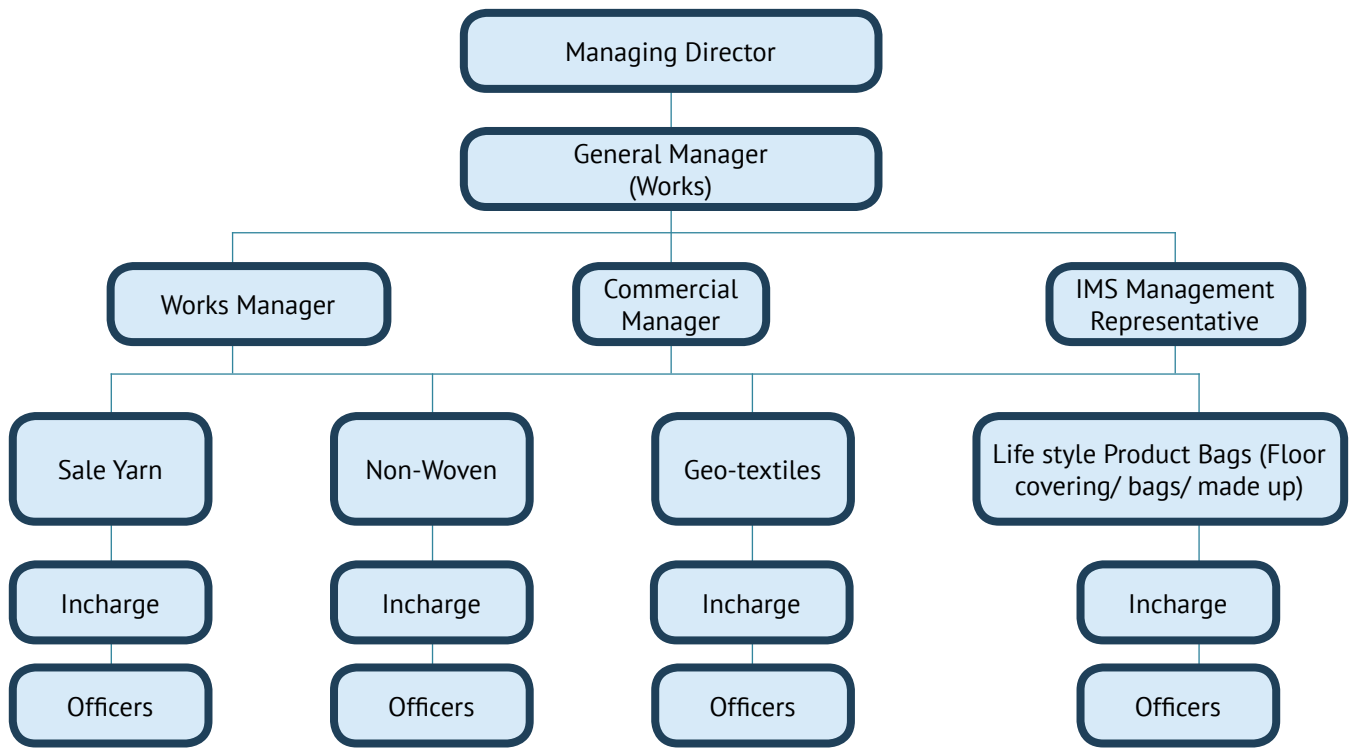 Managing Director
General Manager
(Works)
Works Manager
Commercial
Manager
IMS Management
Representative
Sale Yarn
Non-Woven
Geo-textiles
Life style Product Bags (Floor
covering/ bags/ made up)
Incharge
Incharge
Incharge
Incharge
Officers
Officers
Officers
Officers